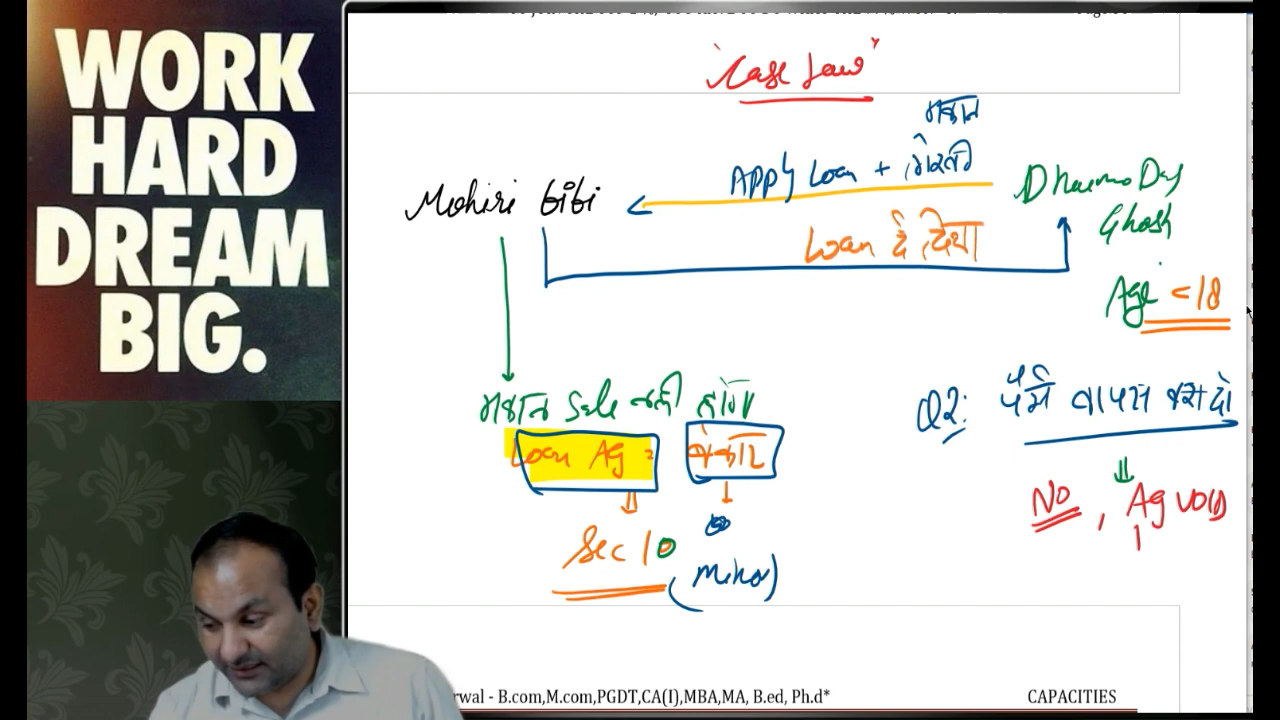 WORK
HARD
DREAM
BIG.
"Case Law"
मकान
Apply Loan + गिरवी
Mohiri बीबी
Dharmo Das
Ghosh
Loan दे दिया
Age < 18
मकान Sale नहीं होगा
Loan Ag =
बेकार
Sec 10
(Minor)
Q2: पैसे वापस करा दो
No, Ag void
rwal - B.com,M.com,PGDT,CA(I),MBA,MA, B.ed, Ph.d*
CAPACITIES